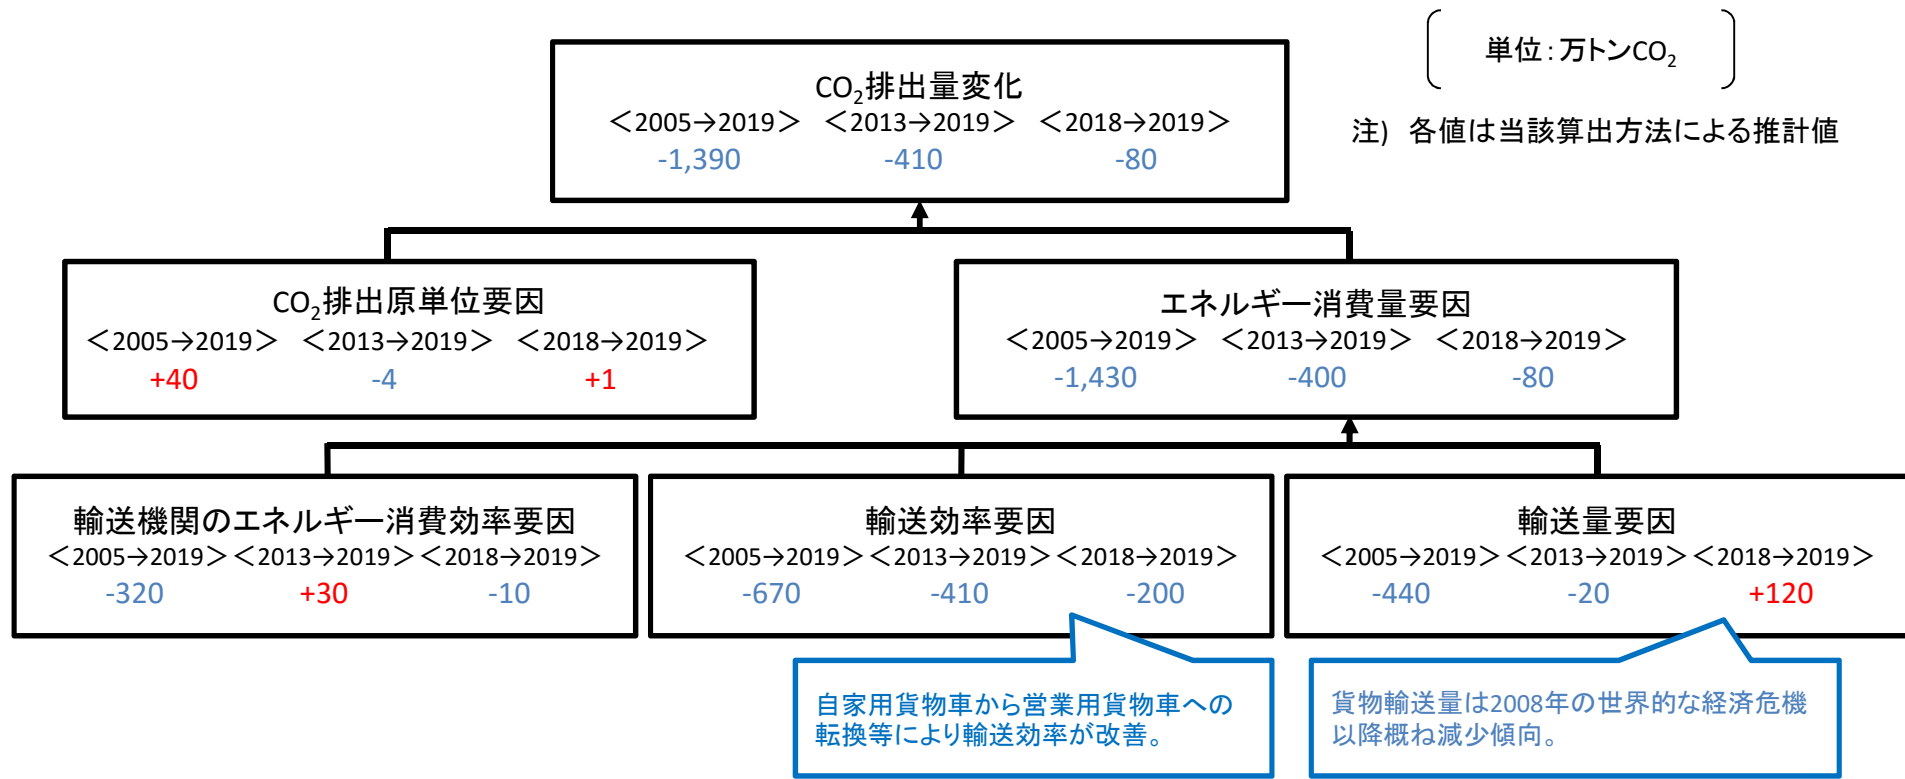 単位：万トンCO₂
注) 各値は当該算出方法による推計値
CO₂排出量変化
＜2005→2019＞ ＜2013→2019＞ ＜2018→2019＞
-1,390 -410 -80
CO₂排出原単位要因
＜2005→2019＞ ＜2013→2019＞ ＜2018→2019＞
+40 -4 +1
エネルギー消費量要因
＜2005→2019＞ ＜2013→2019＞ ＜2018→2019＞
-1,430 -400 -80
輸送機関のエネルギー消費効率要因
＜2005→2019＞＜2013→2019＞＜2018→2019＞
-320 +30 -10
輸送効率要因
＜2005→2019＞＜2013→2019＞＜2018→2019＞
-670 -410 -200
輸送量要因
＜2005→2019＞＜2013→2019＞＜2018→2019＞
-440 -20 +120
自家用貨物車から営業用貨物車への
転換等により輸送効率が改善。
貨物輸送量は2008年の世界的な経済危機
以降概ね減少傾向。